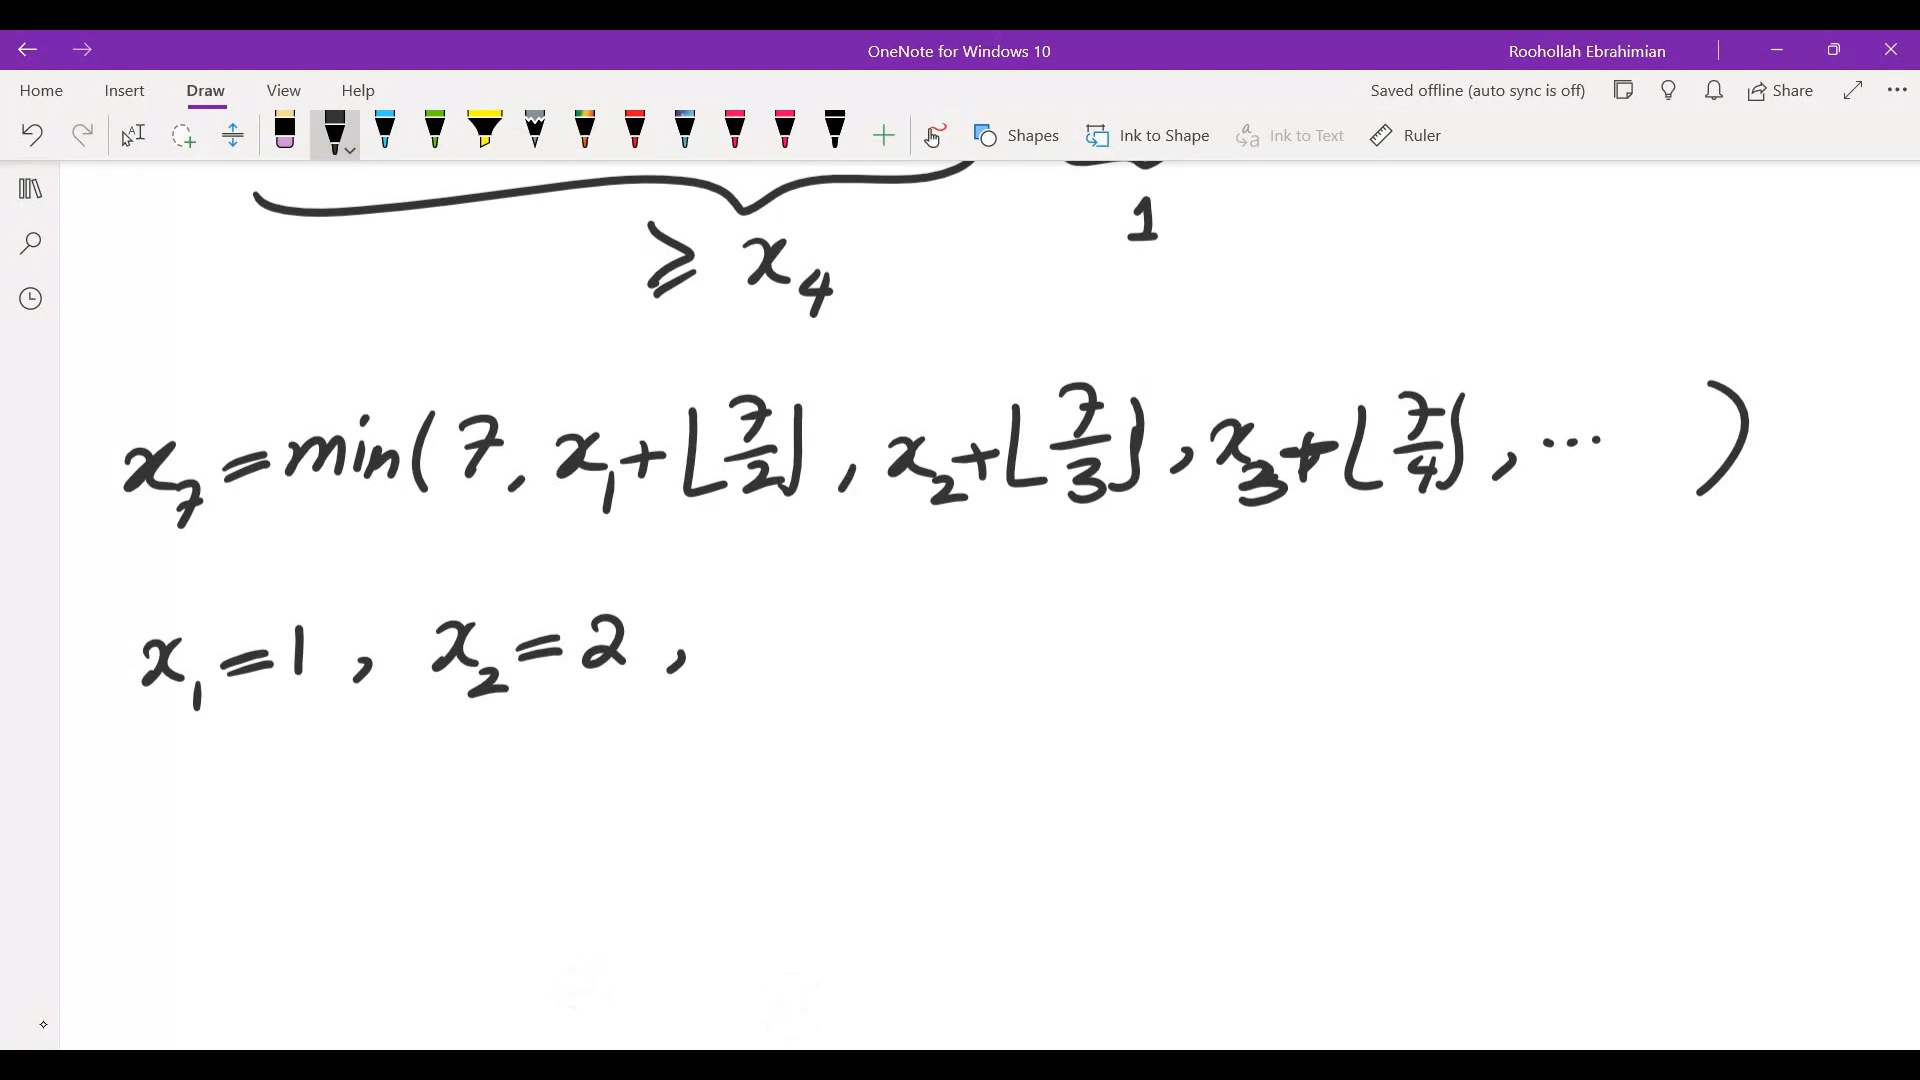 OneNote for Windows 10 Roohollah Ebrahimian
Home Insert Draw View Help Saved offline (auto sync is off) Share
Shapes Ink to Shape Ink to Text Ruler
1
≥ x₄
x₇ = min( 7, x₁ + ⌊7/2⌋, x₂ + ⌊7/3⌋, x₃ + ⌊7/4⌋, ... )
x₁ = 1 , x₂ = 2 ,